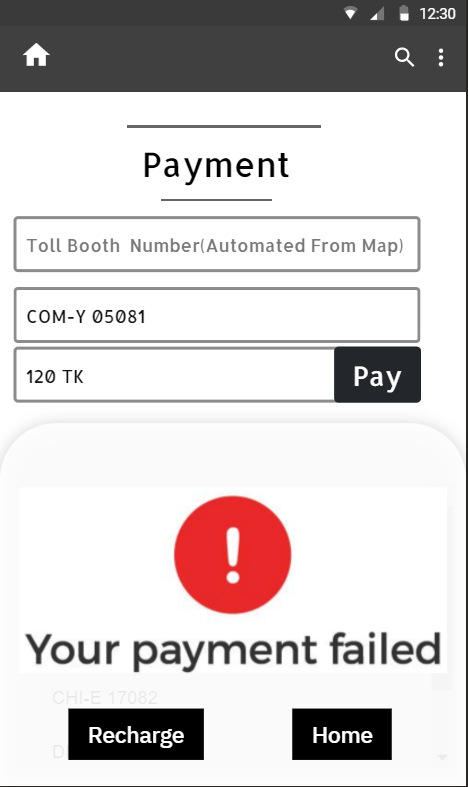 12:30
Payment
Toll Booth Number(Automated From Map)
COM-Y 05081
120 TK
Pay
Your payment failed
CHI-E 17082
Recharge
Home